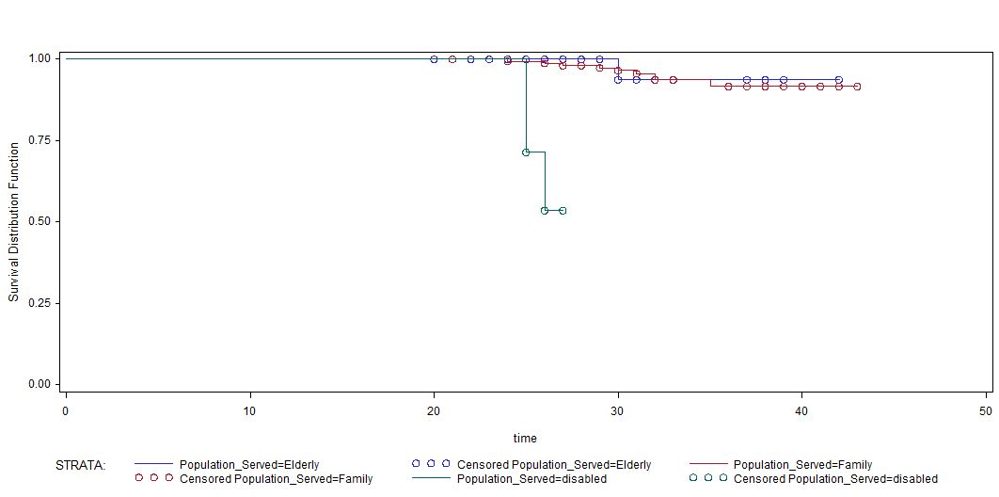 1.00
0.75
0.50
0.25
0.00
Survival Distribution Function
0 10 20 30 40 50
time
STRATA: Population_Served=Elderly Censored Population_Served=Elderly Population_Served=Family
Censored Population_Served=Family Population_Served=disabled Censored Population_Served=disabled